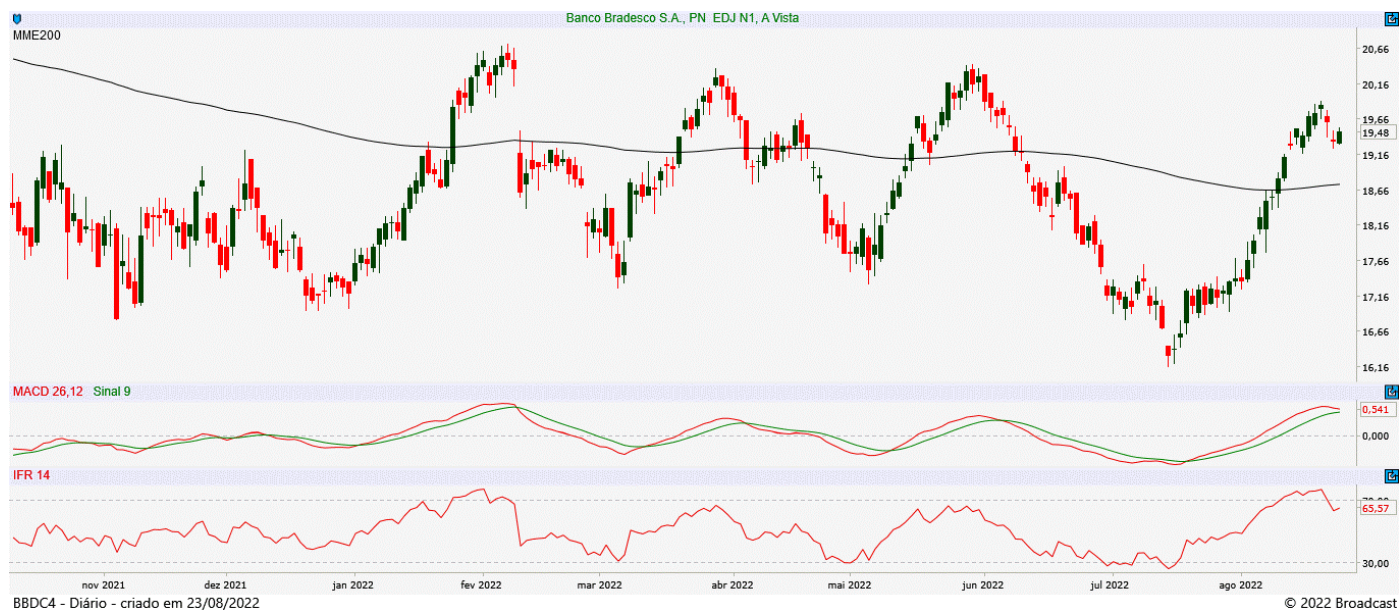 Banco Bradesco S.A., PN EDJ N1, A Vista
MME200
20,66
20,16
19,66
19,48
19,16
18,66
18,16
17,66
17,16
16,66
16,16
MACD 26,12 Sinal 9
0,541
0,000
IFR 14
70,00
65,57
30,00
nov 2021 dez 2021 jan 2022 fev 2022 mar 2022 abr 2022 mai 2022 jun 2022 jul 2022 ago 2022
BBDC4 - Diário - criado em 23/08/2022 © 2022 Broadcast